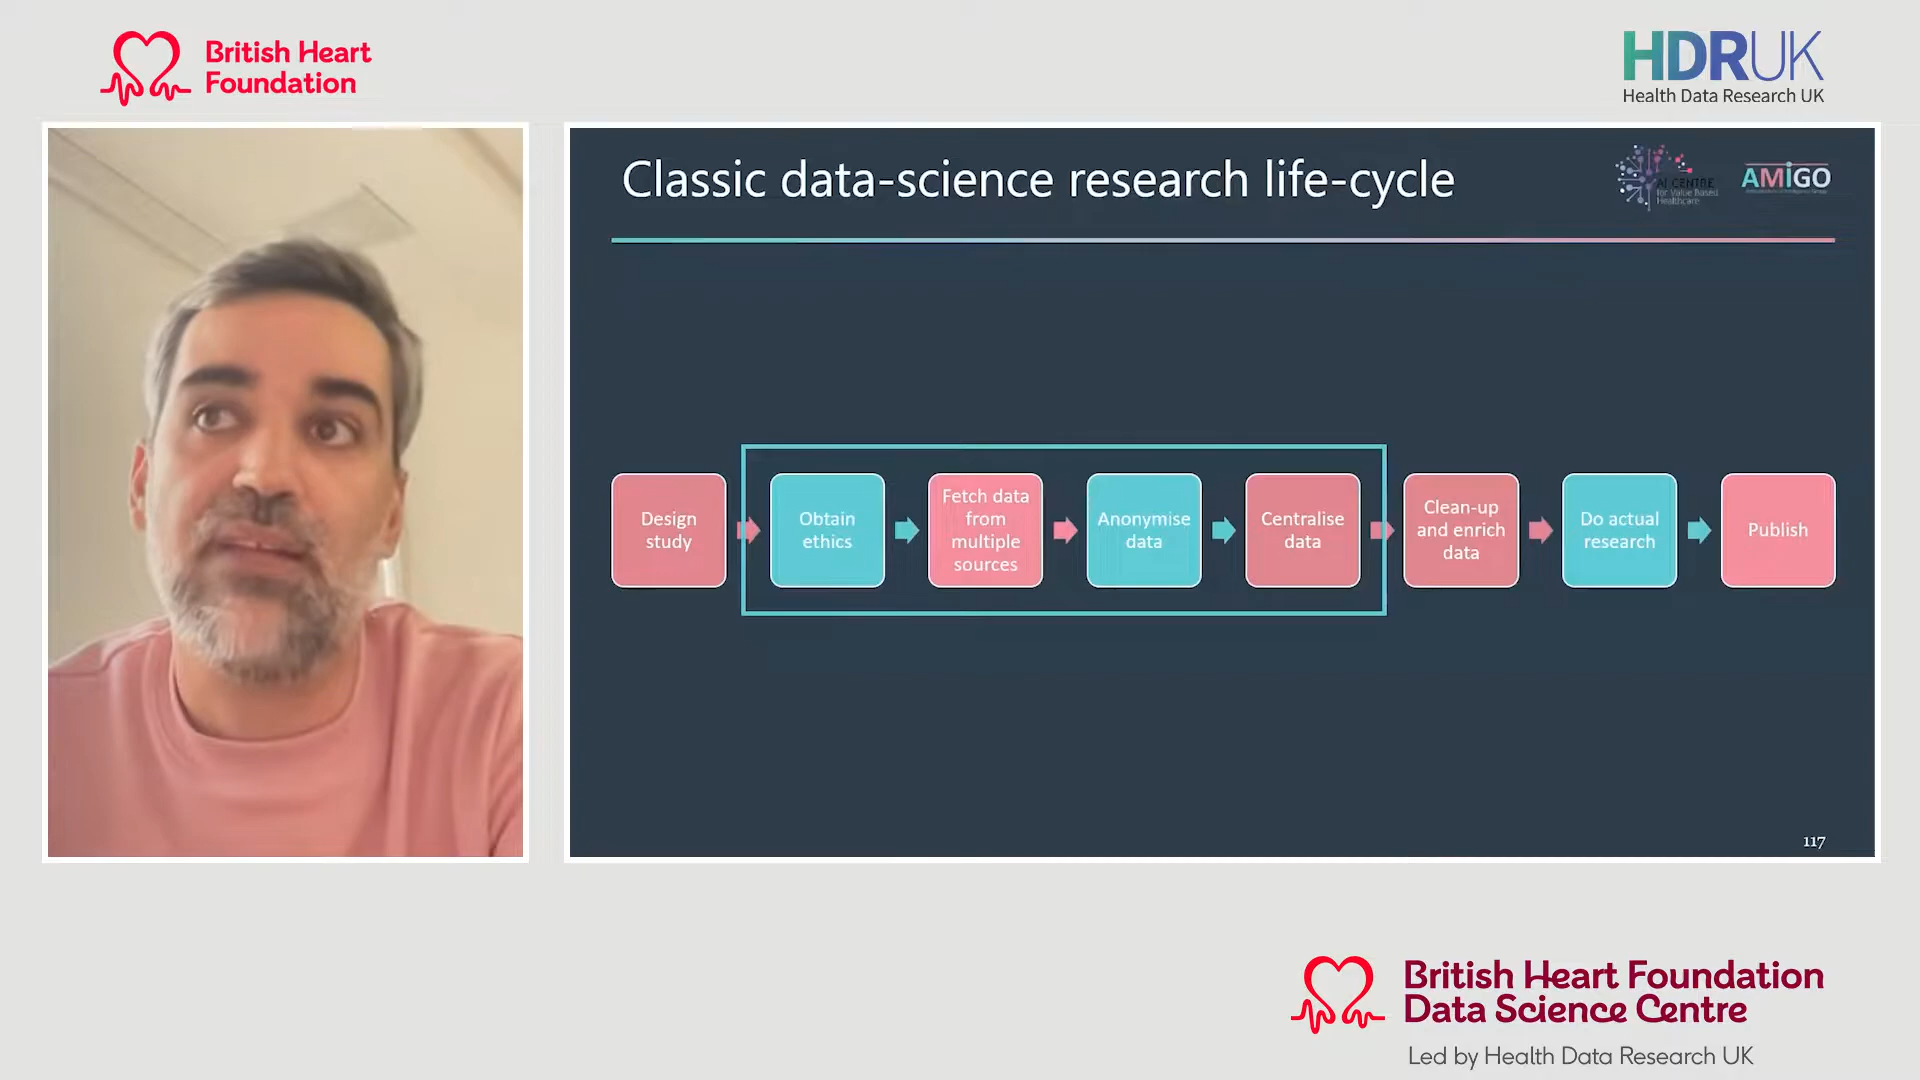 British Heart
Foundation
HDRUK
Health Data Research UK
Classic data-science research life-cycle
AI CENTRE
for Value Based
Healthcare
AMIGO
Design
study
Obtain
ethics
Fetch data
from
multiple
sources
Anonymise
data
Centralise
data
Clean-up
and enrich
data
Do actual
research
Publish
117
British Heart Foundation
Data Science Centre
Led by Health Data Research UK